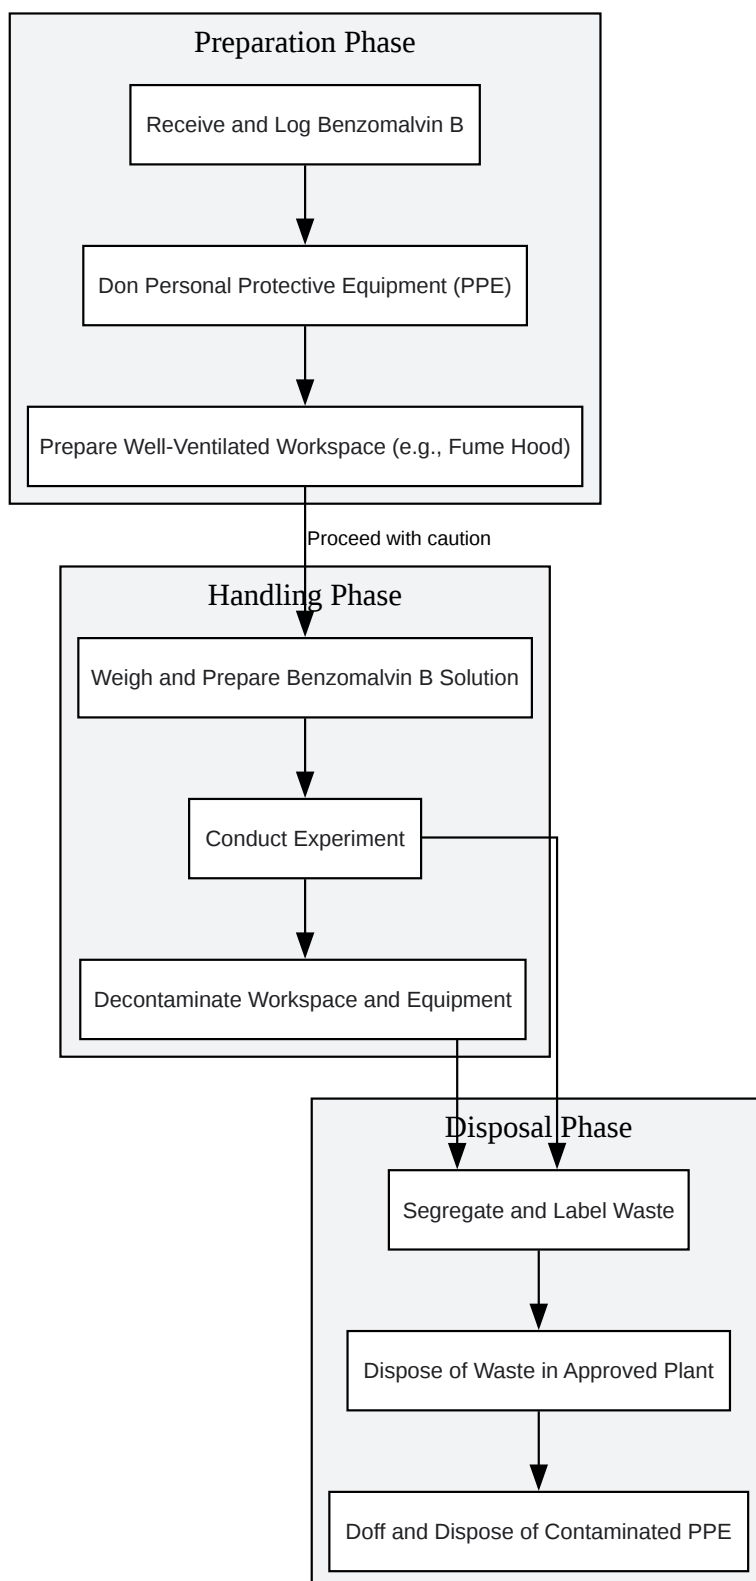 Preparation Phase
Receive and Log Benzomalvin B
Don Personal Protective Equipment (PPE)
Prepare Well-Ventilated Workspace (e.g., Fume Hood)
Proceed with caution
Handling Phase
Weigh and Prepare Benzomalvin B Solution
Conduct Experiment
Decontaminate Workspace and Equipment
Disposal Phase
Segregate and Label Waste
Dispose of Waste in Approved Plant
Doff and Dispose of Contaminated PPE